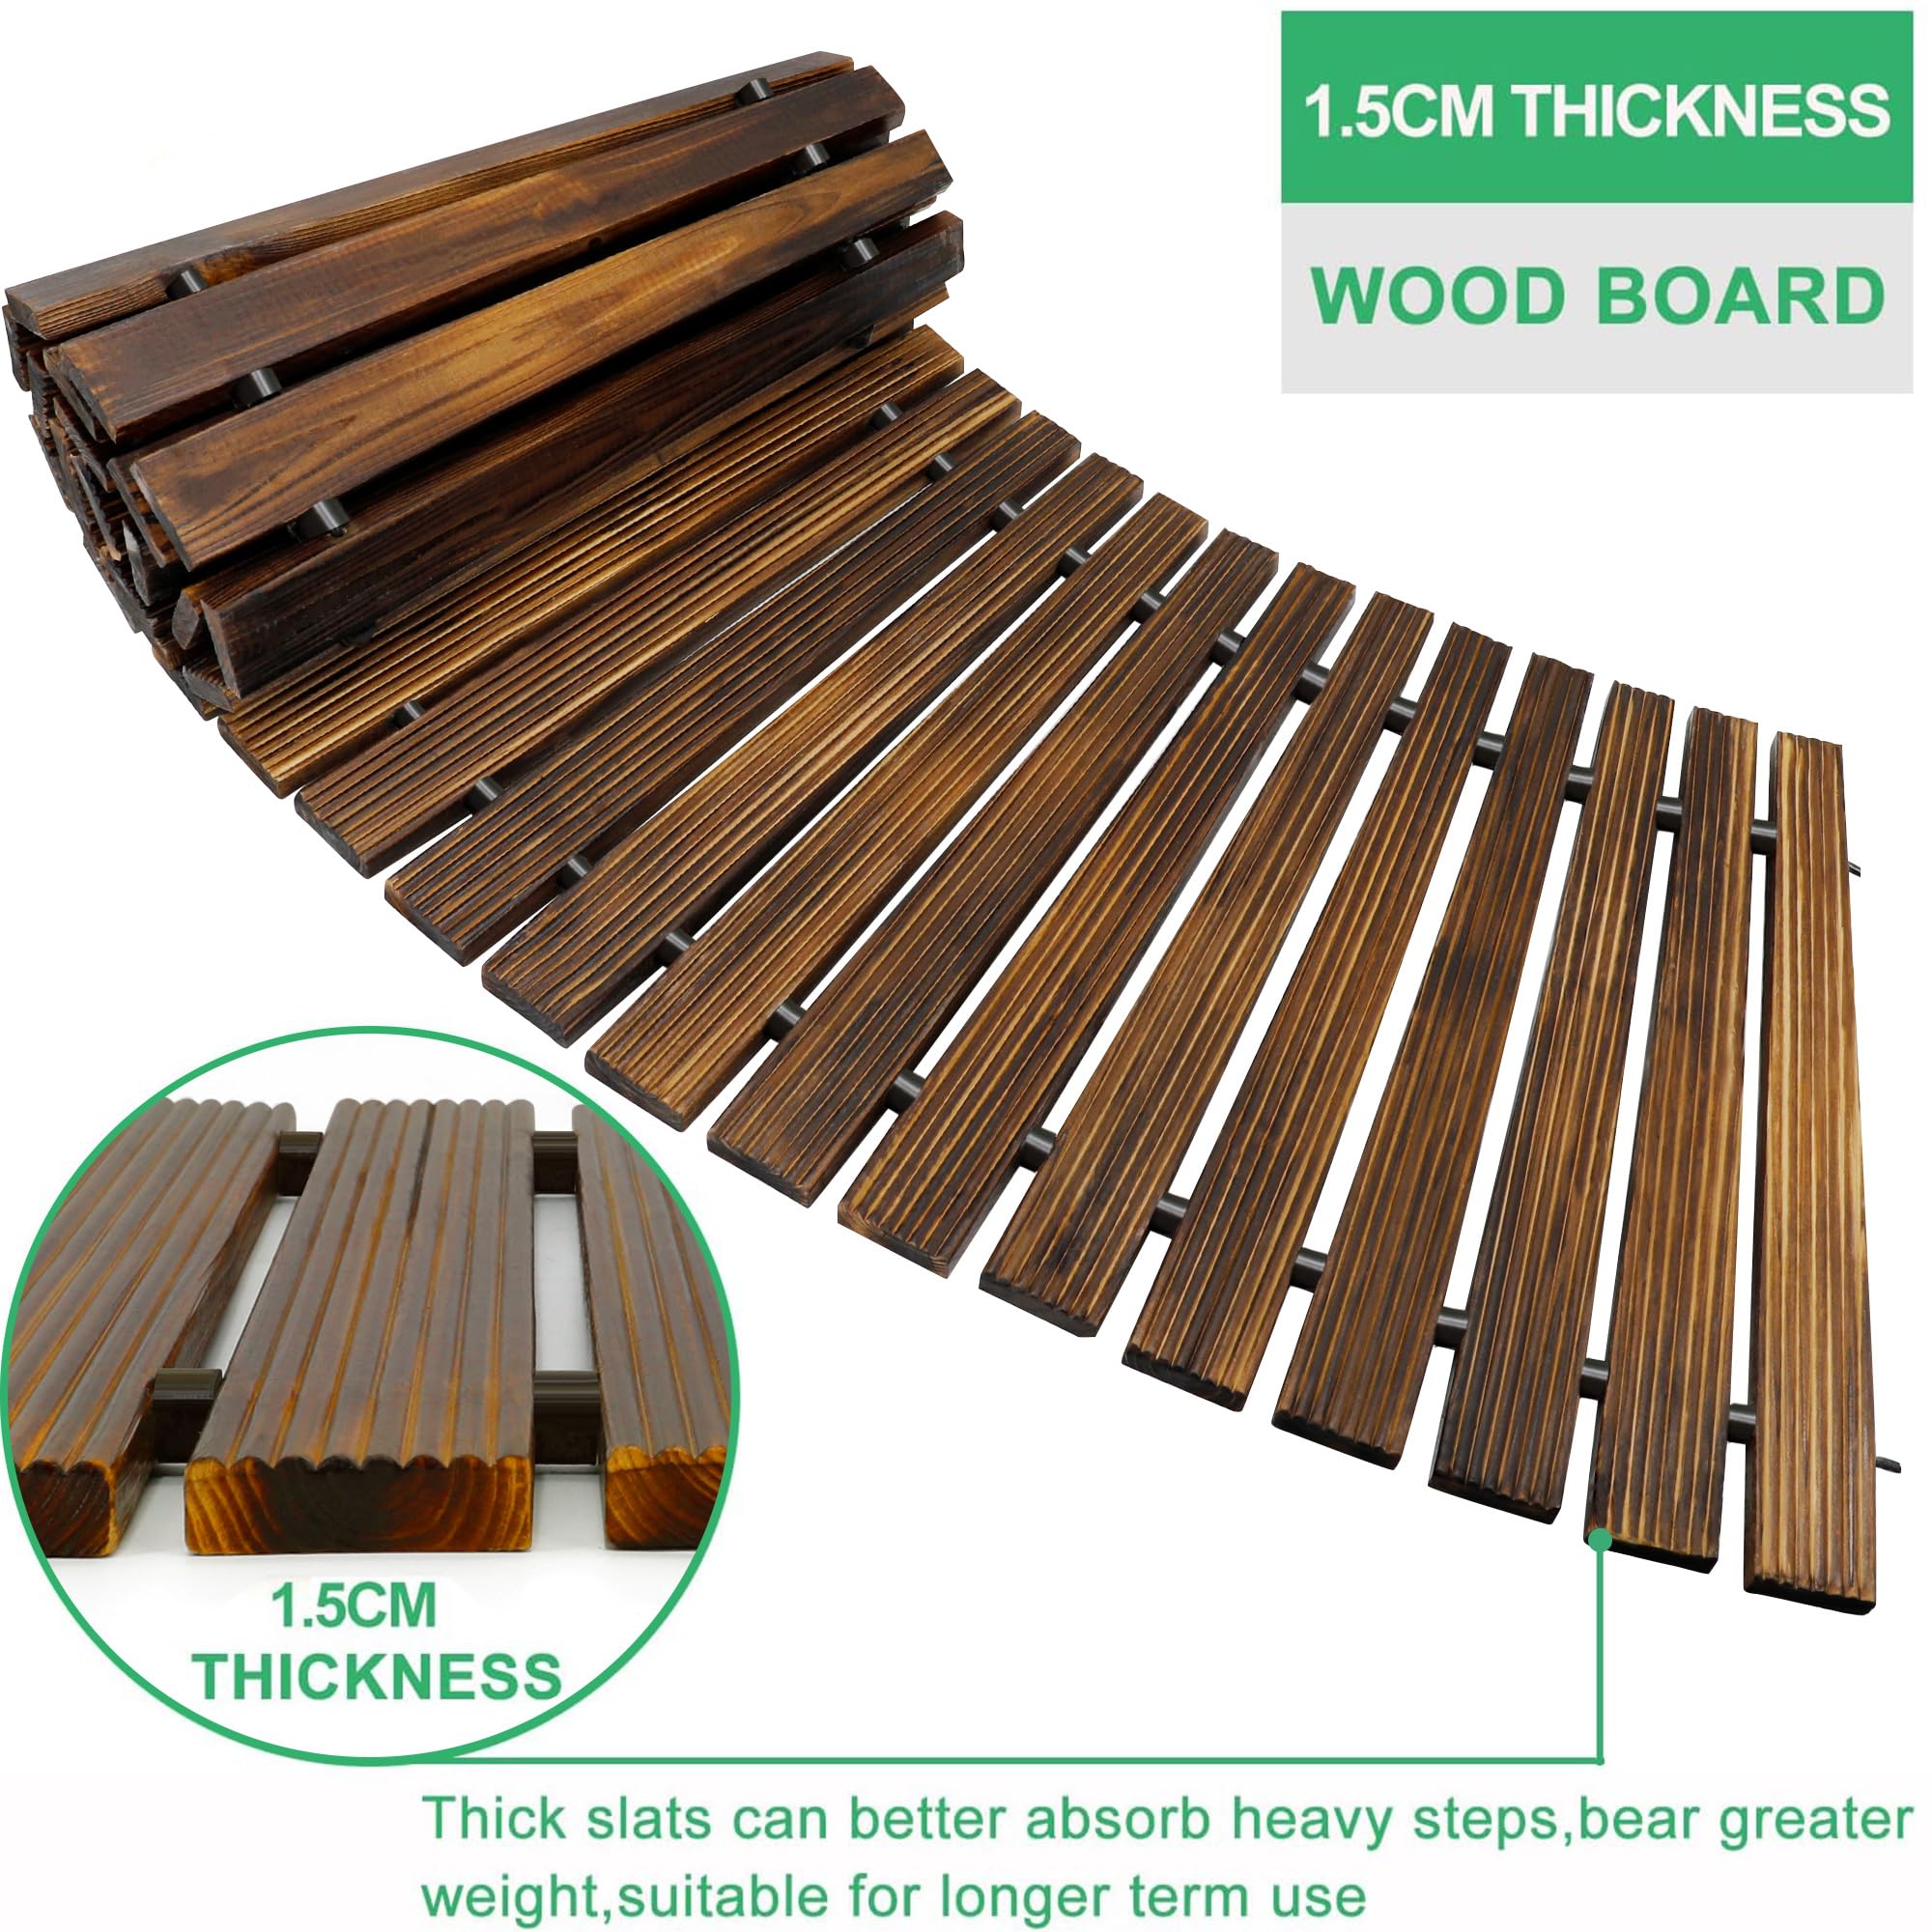 1.5CM THICKNESS
WOOD BOARD
1.5CM
THICKNESS
Thick slats can better absorb heavy steps,bear greater
weight,suitable for longer term use